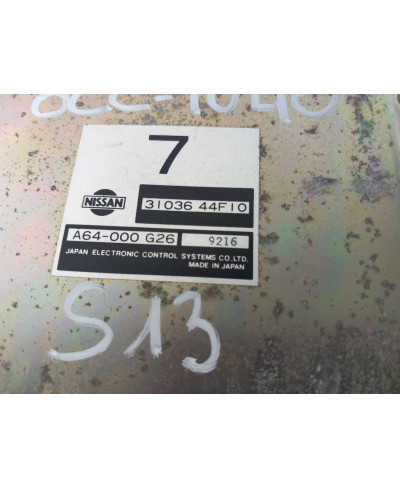 7
NISSAN
31036 44F10
A64-000 G26 9216
JAPAN ELECTRONIC CONTROL SYSTEMS CO.,LTD.
MADE IN JAPAN
S13